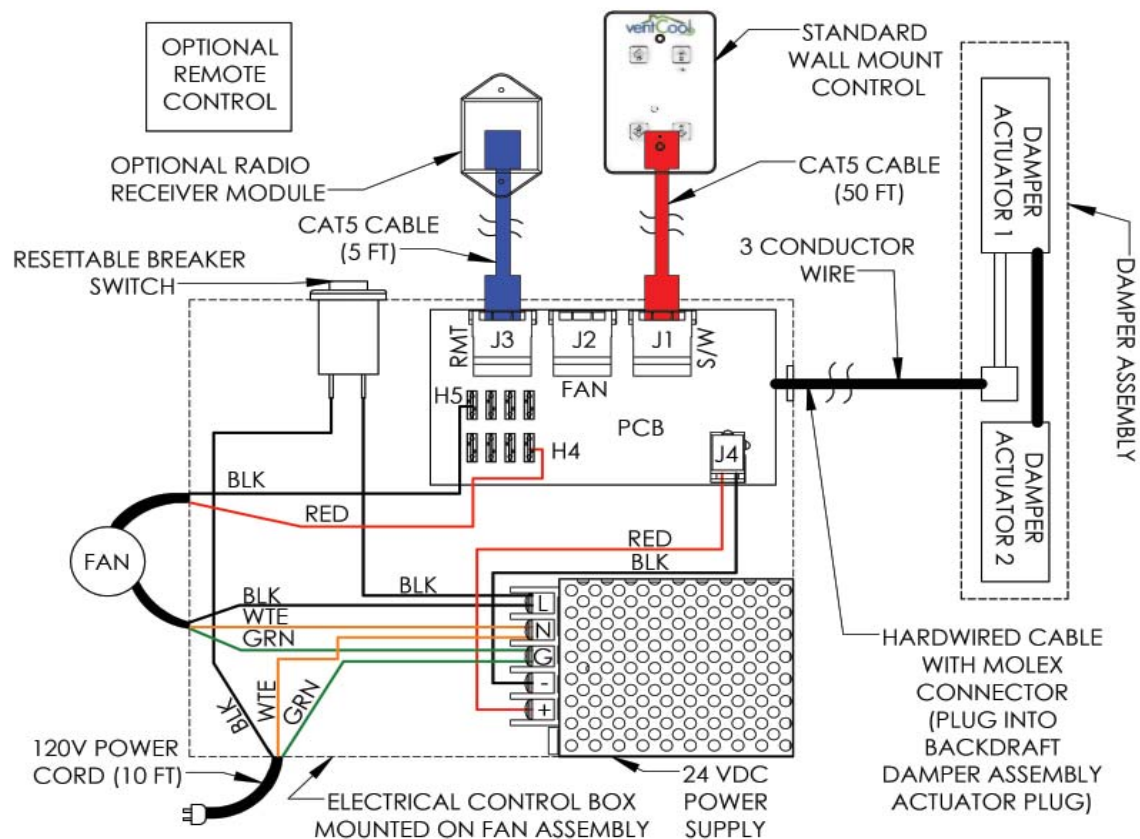 OPTIONAL
REMOTE
CONTROL
ventCool
STANDARD
WALL MOUNT
CONTROL
OPTIONAL RADIO
RECEIVER MODULE
CAT5 CABLE
(50 FT)
CAT5 CABLE
(5 FT)
3 CONDUCTOR
WIRE
RESETTABLE BREAKER
SWITCH
DAMPER
ACTUATOR 1
DAMPER
ACTUATOR 2
DAMPER ASSEMBLY
RMT
J3
J2
J1
S/W
FAN
H5
PCB
H4
J4
BLK
RED
FAN
RED
BLK
BLK
BLK
WTE
GRN
L
N
G
-
+
BLK
WTE
GRN
120V POWER
CORD (10 FT)
ELECTRICAL CONTROL BOX
MOUNTED ON FAN ASSEMBLY
24 VDC
POWER
SUPPLY
HARDWIRED CABLE
WITH MOLEX
CONNECTOR
(PLUG INTO
BACKDRAFT
DAMPER ASSEMBLY
ACTUATOR PLUG)